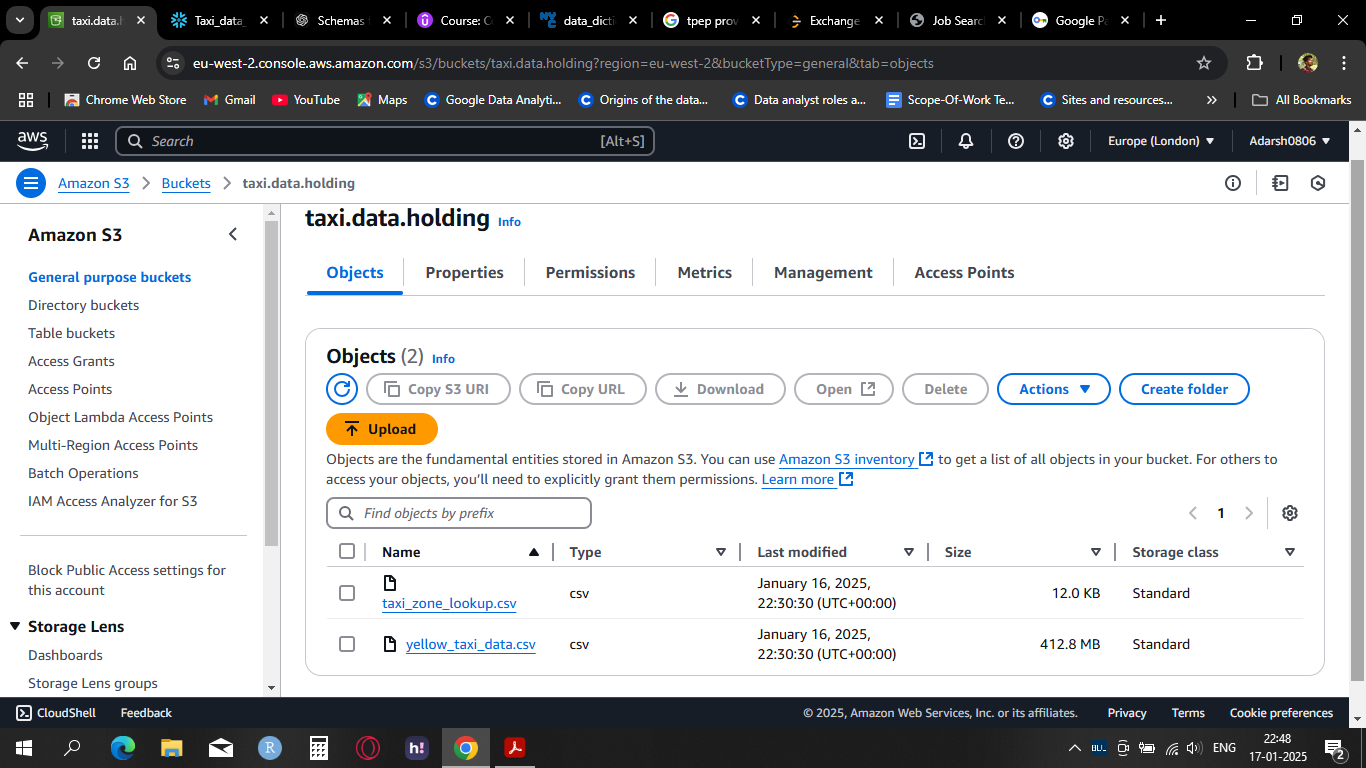 taxi.data.h
Taxi_data_
Schemas
Course: C
data_dicti
tpep prov
Exchange
Job Searc
Google Pa
eu-west-2.console.aws.amazon.com/s3/buckets/taxi.data.holding?region=eu-west-2&bucketType=general&tab=objects
Chrome Web Store
Gmail
YouTube
Maps
Google Data Analyti...
Origins of the data...
Data analyst roles a...
Scope-Of-Work Te...
Sites and resources...
All Bookmarks
aws
Search
[Alt+S]
Europe (London)
Adarsh0806
Amazon S3
Buckets
taxi.data.holding
Amazon S3
General purpose buckets
Directory buckets
Table buckets
Access Grants
Access Points
Object Lambda Access Points
Multi-Region Access Points
Batch Operations
IAM Access Analyzer for S3
Block Public Access settings for
this account
Storage Lens
Dashboards
Storage Lens groups
taxi.data.holding Info
Objects
Properties
Permissions
Metrics
Management
Access Points
Objects (2) Info
Copy S3 URI
Copy URL
Download
Open
Delete
Actions
Create folder
Upload
Objects are the fundamental entities stored in Amazon S3. You can use Amazon S3 inventory to get a list of all objects in your bucket. For others to
access your objects, you'll need to explicitly grant them permissions. Learn more
Find objects by prefix
1
Name
Type
Last modified
Size
Storage class
taxi_zone_lookup.csv
csv
January 16, 2025,
22:30:30 (UTC+00:00)
12.0 KB
Standard
yellow_taxi_data.csv
csv
January 16, 2025,
22:30:30 (UTC+00:00)
412.8 MB
Standard
CloudShell
Feedback
© 2025, Amazon Web Services, Inc. or its affiliates.
Privacy
Terms
Cookie preferences
R
h!
ENG
22:48
17-01-2025
2